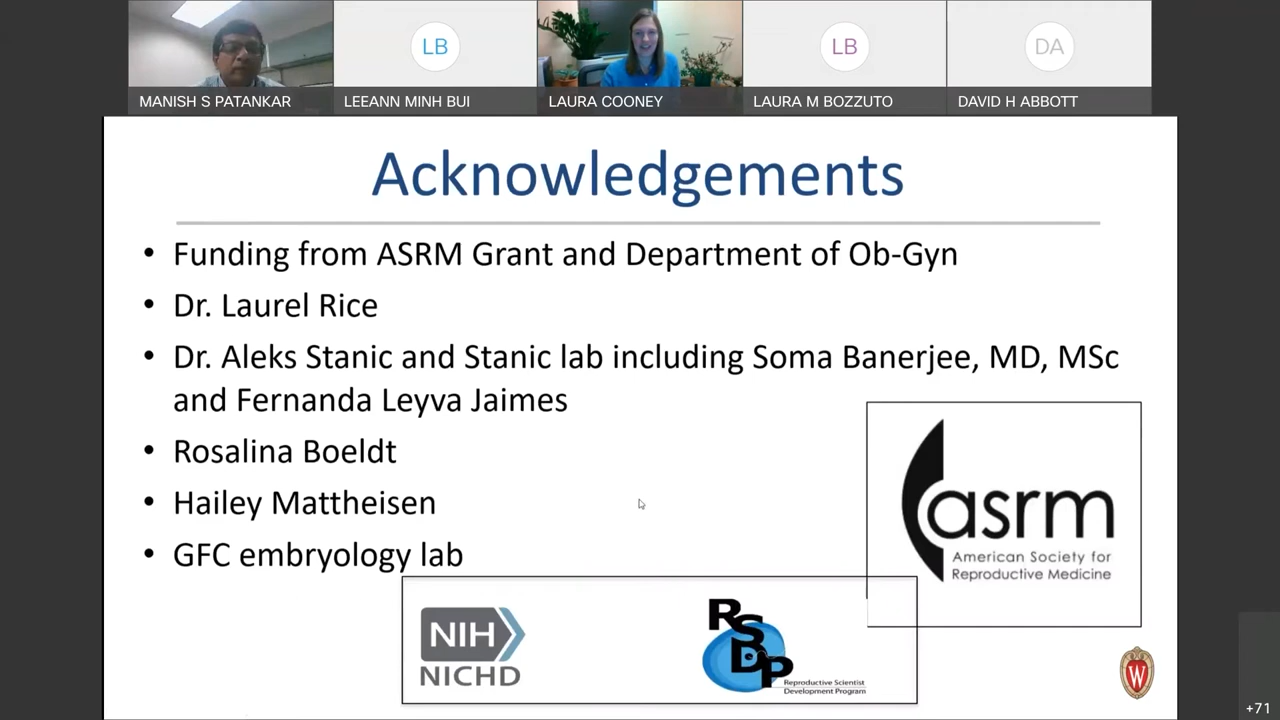 LB
LB
DA
MANISH S PATANKAR
LEEANN MINH BUI
LAURA COONEY
LAURA M BOZZUTO
DAVID H ABBOTT
Acknowledgements
• Funding from ASRM Grant and Department of Ob-Gyn
• Dr. Laurel Rice
• Dr. Aleks Stanic and Stanic lab including Soma Banerjee, MD, MSc
and Fernanda Leyva Jaimes
• Rosalina Boeldt
• Hailey Mattheisen
• GFC embryology lab
asrm
American Society for
Reproductive Medicine
NIH
NICHD
RSDP
Reproductive Scientist
Development Program
W
+71